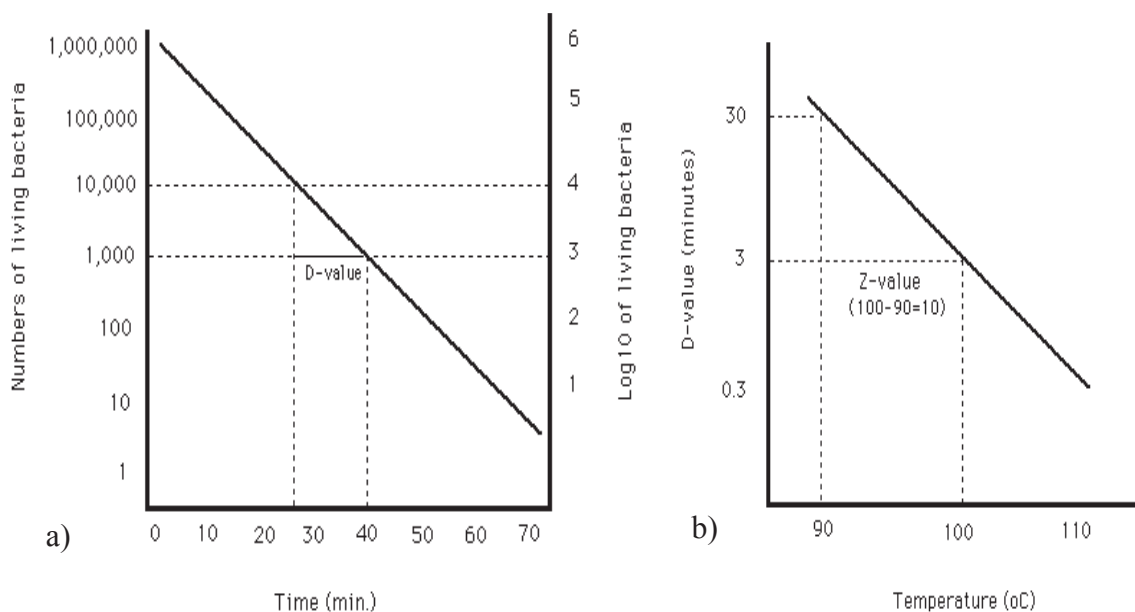 Numbers of living bacteria
1,000,000
100,000
10,000
1,000
100
10
1
D-value
6
5
4
3
2
1
Log10 of living bacteria
0 10 20 30 40 50 60 70
a)
Time (min.)
D-value (minutes)
30
3
0.3
Z-value
(100-90=10)
90 100 110
b)
Temperature (oC)